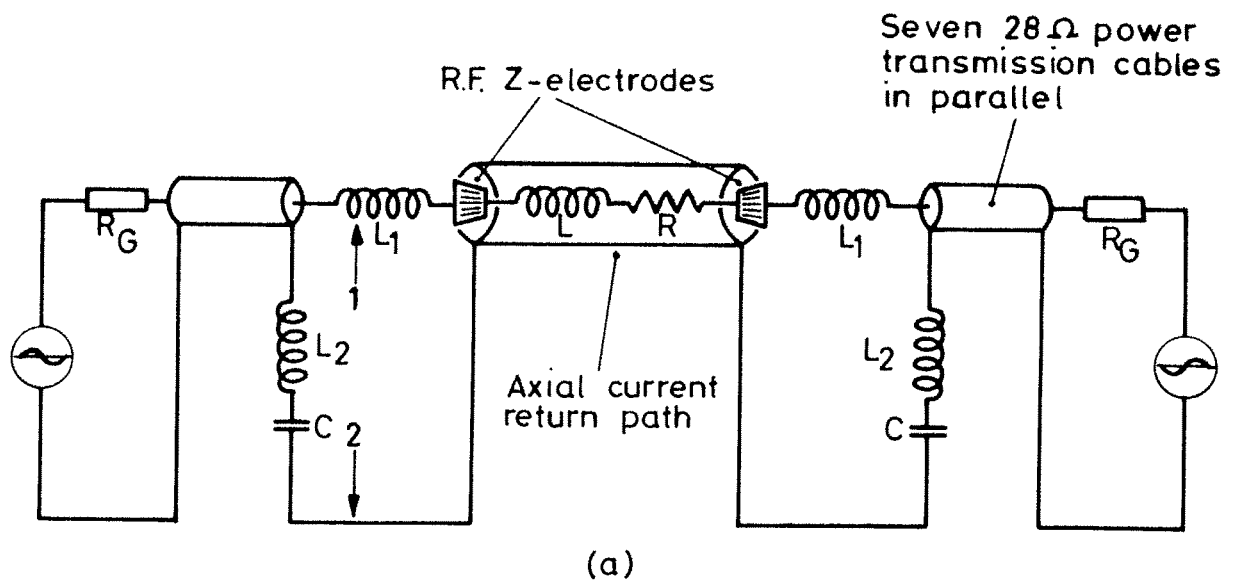 Seven 28Ω power
transmission cables
in parallel
R.F. Z-electrodes
R_G
L_1
L
R
L_1
R_G
1
L_2
L_2
Axial current
return path
C
2
C
(a)